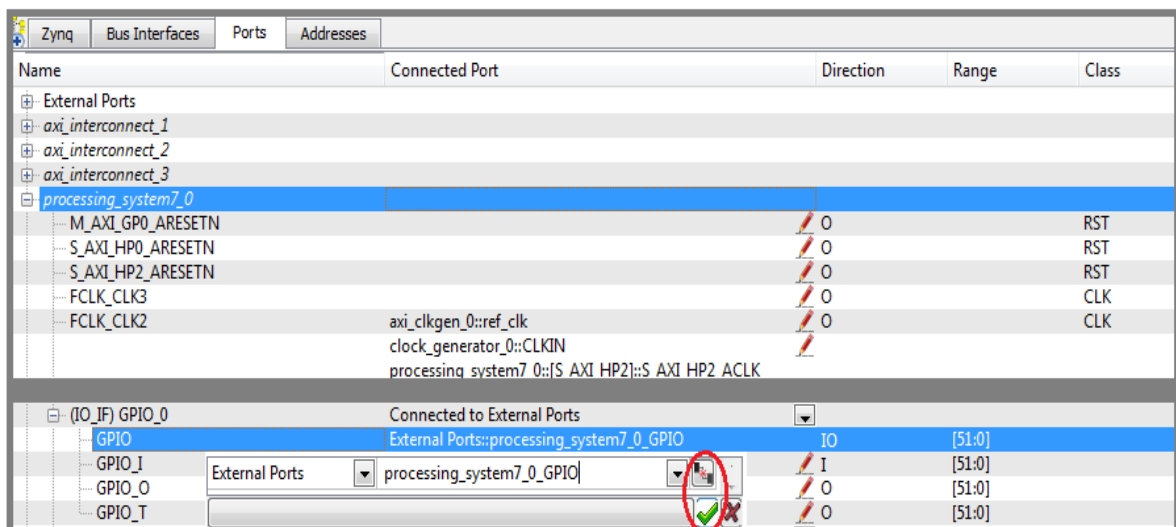 Zynq Bus Interfaces Ports Addresses
Name Connected Port Direction Range Class
External Ports
axi_interconnect_1
axi_interconnect_2
axi_interconnect_3
processing_system7_0
M_AXI_GP0_ARESETN O RST
S_AXI_HP0_ARESETN O RST
S_AXI_HP2_ARESETN O RST
FCLK_CLK3 O CLK
FCLK_CLK2 axi_clkgen_0::ref_clk O CLK
clock_generator_0::CLKIN
processing_system7_0::[S_AXI_HP2]::S_AXI_HP2_ACLK
(IO_IF) GPIO_0 Connected to External Ports
GPIO External Ports::processing_system7_0_GPIO IO [51:0]
GPIO_I External Ports processing_system7_0_GPIO I [51:0]
GPIO_O O [51:0]
GPIO_T O [51:0]